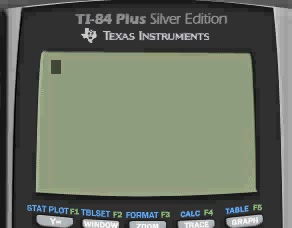 TI-84 Plus Silver Edition
TEXAS INSTRUMENTS
STAT PLOT F1 TBLSET F2 FORMAT F3 CALC F4 TABLE F5
Y= WINDOW ZOOM TRACE GRAPH